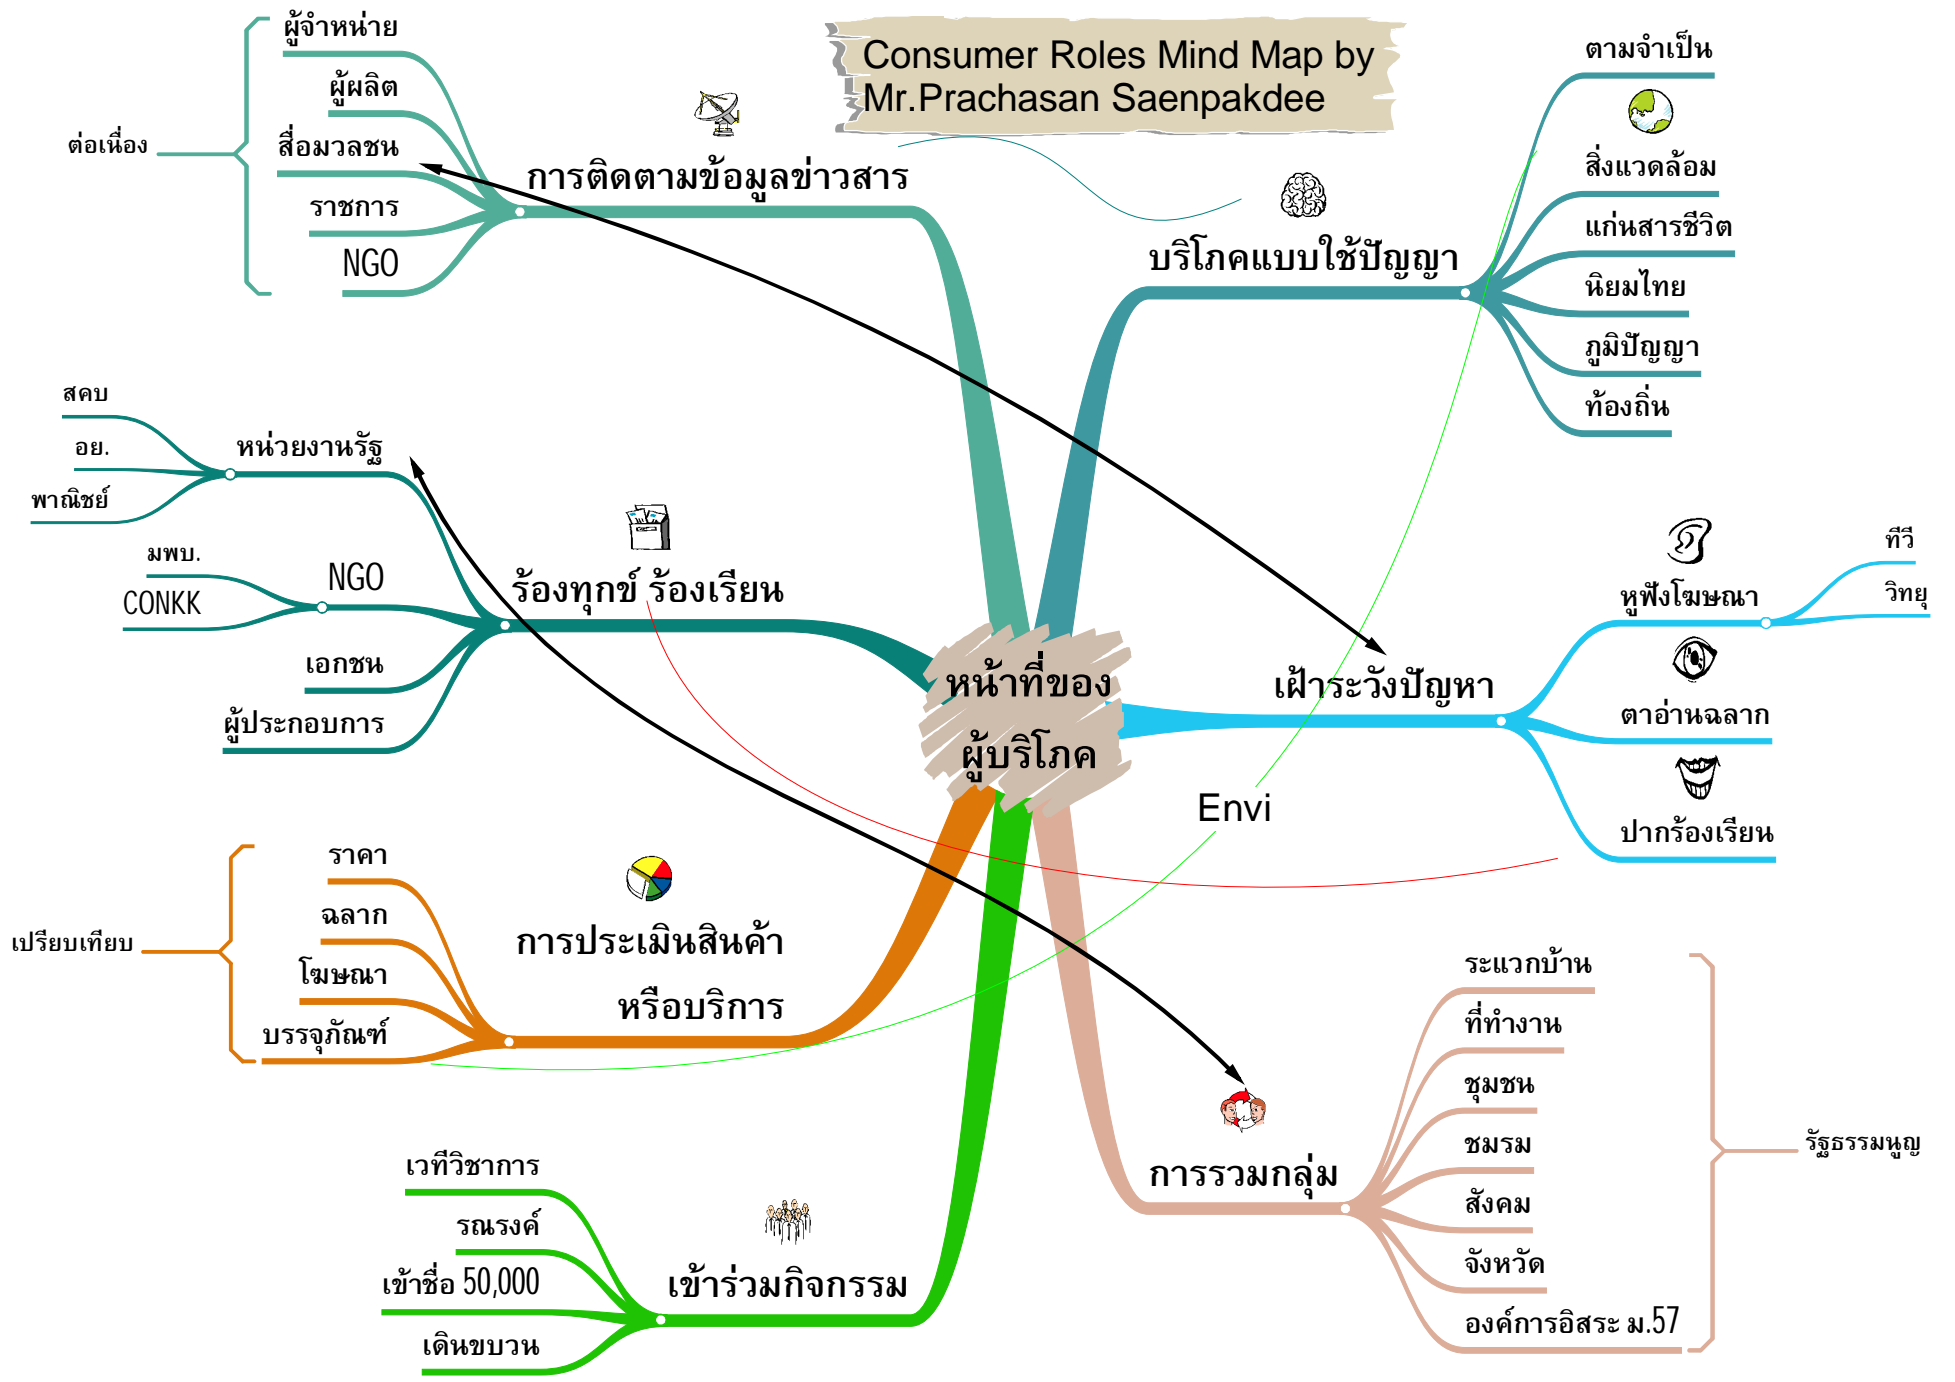 Consumer Roles Mind Map by
Mr.Prachasan Saenpakdee
หน้าที่ของ
ผู้บริโภค
บริโภคแบบใช้ปัญญา
ตามจำเป็น
สิ่งแวดล้อม
แก่นสารชีวิต
นิยมไทย
ภูมิปัญญา
ท้องถิ่น
เฝ้าระวังปัญหา
หูฟังโฆษณา
ทีวี
วิทยุ
ตาอ่านฉลาก
ปากร้องเรียน
การรวมกลุ่ม
ระแวกบ้าน
ที่ทำงาน
ชุมชน
ชมรม
สังคม
จังหวัด
องค์การอิสระ ม.57
รัฐธรรมหูญ
เข้าร่วมกิจกรรม
เวทีวิชาการ
รณรงค์
เข้าชื่อ 50,000
เดินขบวน
การประเมินสินค้า
หรือบริการ
ราคา
ฉลาก
โฆษณา
บรรจุภัณฑ์
เปรียบเทียบ
ร้องทุกข์ ร้องเรียน
หน่วยงานรัฐ
สคบ
อย.
พาณิชย์
NGO
มพบ.
CONKK
เอกชน
ผู้ประกอบการ
การติดตามข้อมูลข่าวสาร
ผู้จำหน่าย
ผู้ผลิต
สื่อมวลชน
ราชการ
NGO
ต่อเนื่อง
Envi